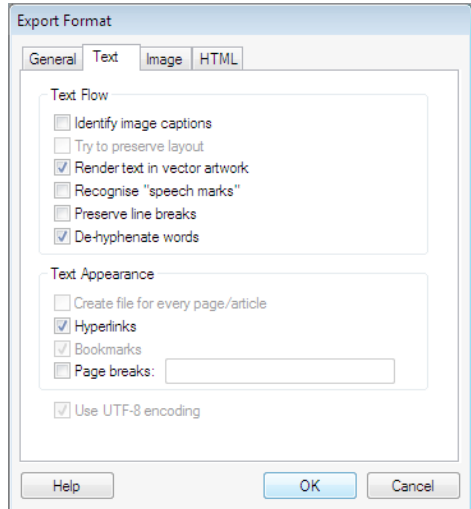 Export Format
General Text Image HTML
Text Flow
Identify image captions
Try to preserve layout
Render text in vector artwork
Recognise "speech marks"
Preserve line breaks
De-hyphenate words
Text Appearance
Create file for every page/article
Hyperlinks
Bookmarks
Page breaks:
Use UTF-8 encoding
Help OK Cancel